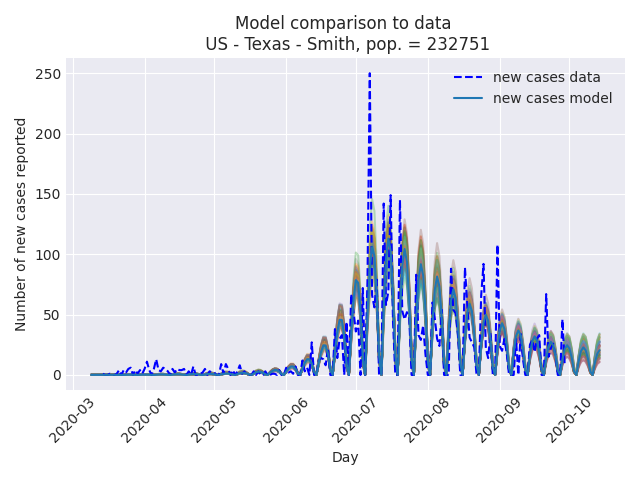 Model comparison to data
US - Texas - Smith, pop. = 232751
new cases data
new cases model
Number of new cases reported
250
200
150
100
50
0
2020-03
2020-04
2020-05
2020-06
2020-07
2020-08
2020-09
2020-10
Day